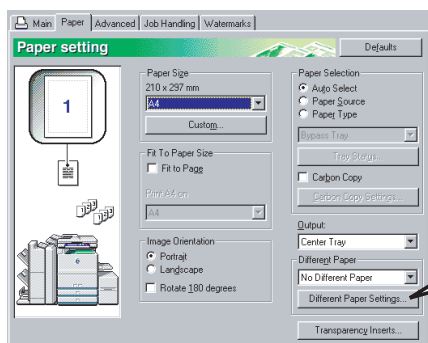 Main Paper Advanced Job Handling Watermarks
Paper setting
Defaults
1
Paper Size
210 x 297 mm
A4
Custom...
Fit To Paper Size
Fit to Page
Print A4 on
A4
Image Orientation
Portrait
Landscape
Rotate 180 degrees
Paper Selection
Auto Select
Paper Source
Paper Type
Bypass Tray
Tray Status...
Carbon Copy
Carbon Copy Settings...
Output:
Center Tray
Different Paper
No Different Paper
Different Paper Settings...
Transparency Inserts...